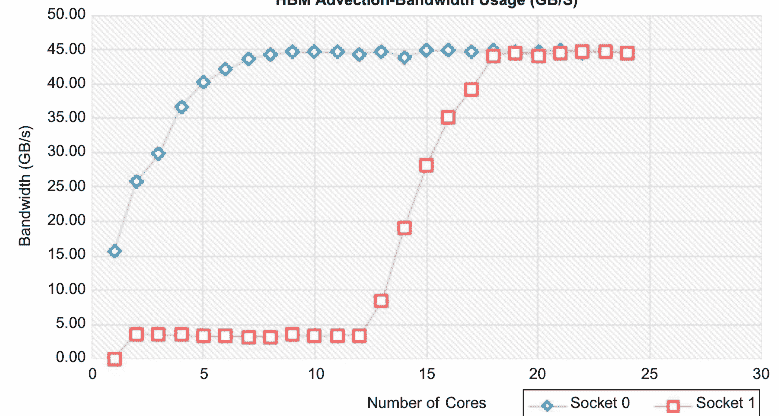 HBM Advection-Bandwidth Usage (GB/S)
50.00
45.00
40.00
35.00
30.00
25.00
20.00
15.00
10.00
5.00
0.00
Bandwidth (GB/s)
0 5 10 15 20 25 30
Number of Cores
Socket 0 Socket 1